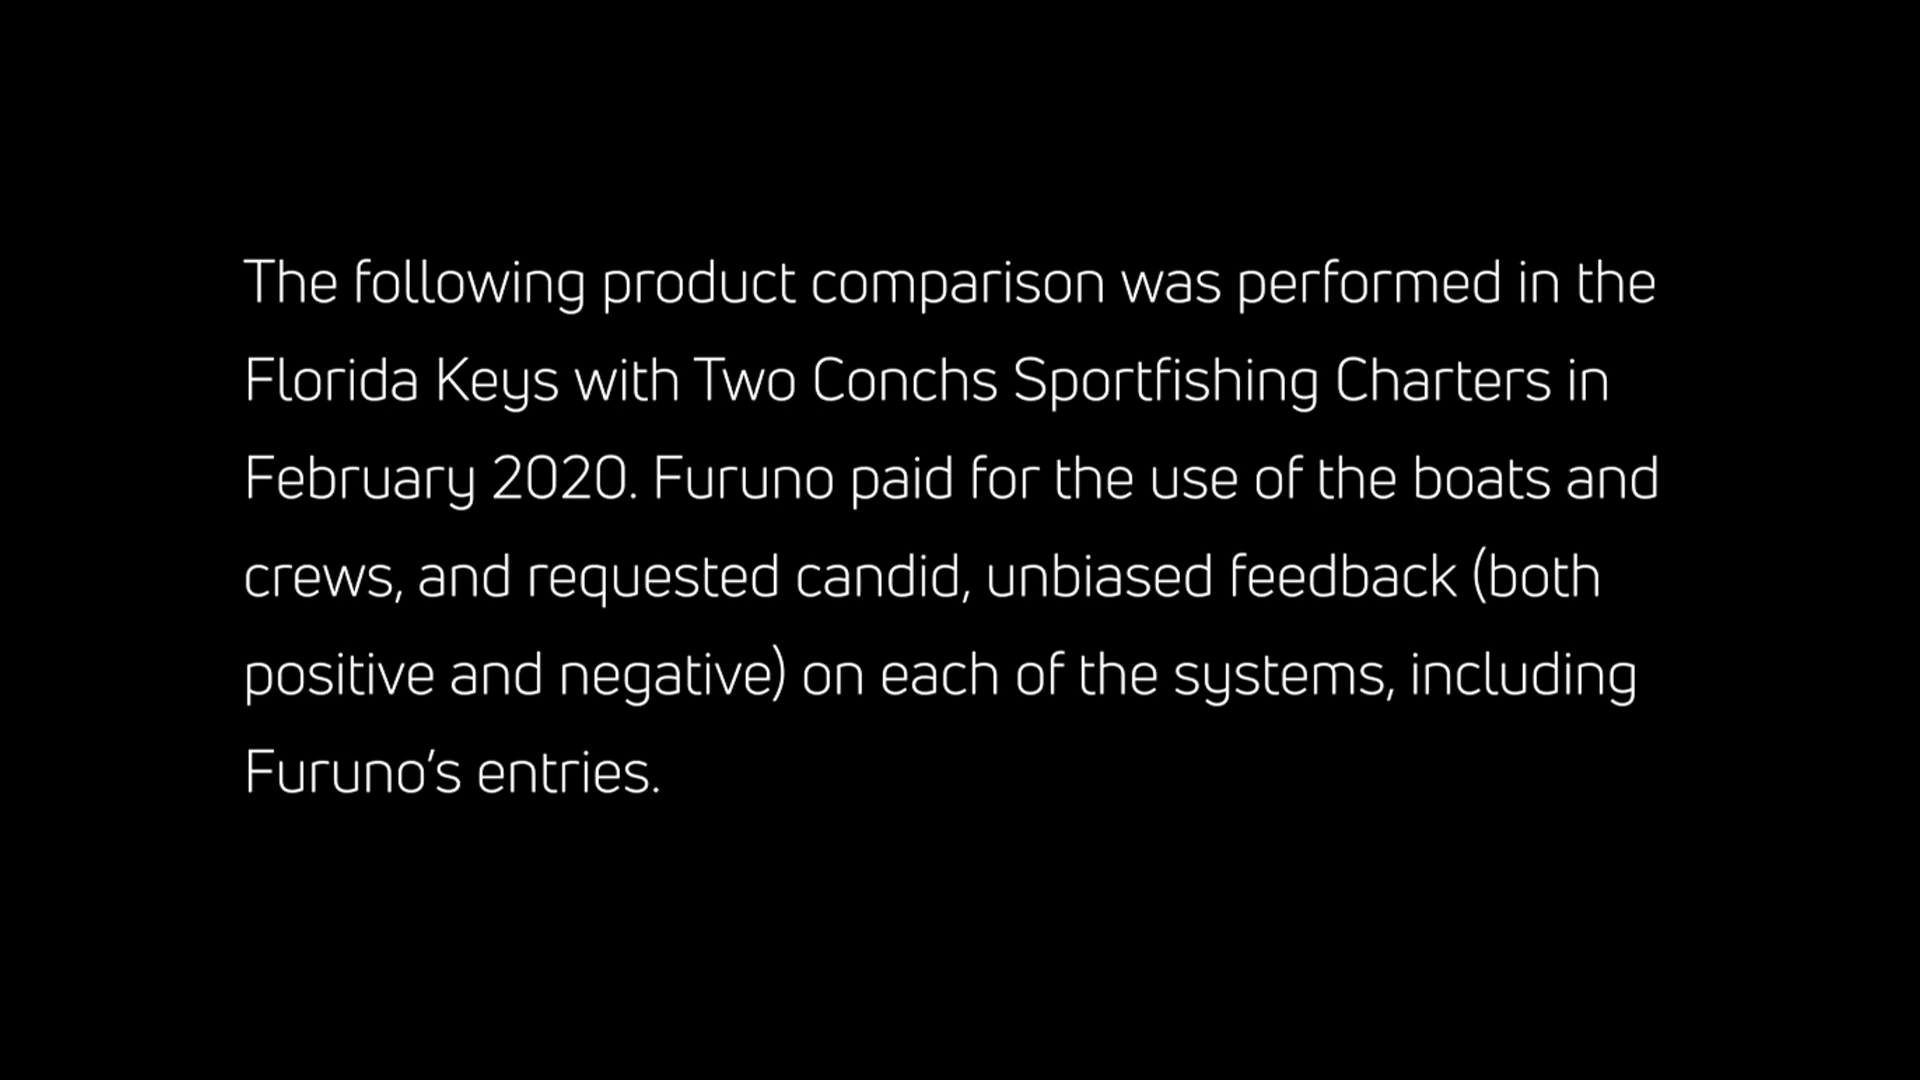 The following product comparison was performed in the
Florida Keys with Two Conchs Sportfishing Charters in
February 2020. Furuno paid for the use of the boats and
crews, and requested candid, unbiased feedback (both
positive and negative) on each of the systems, including
Furuno’s entries.